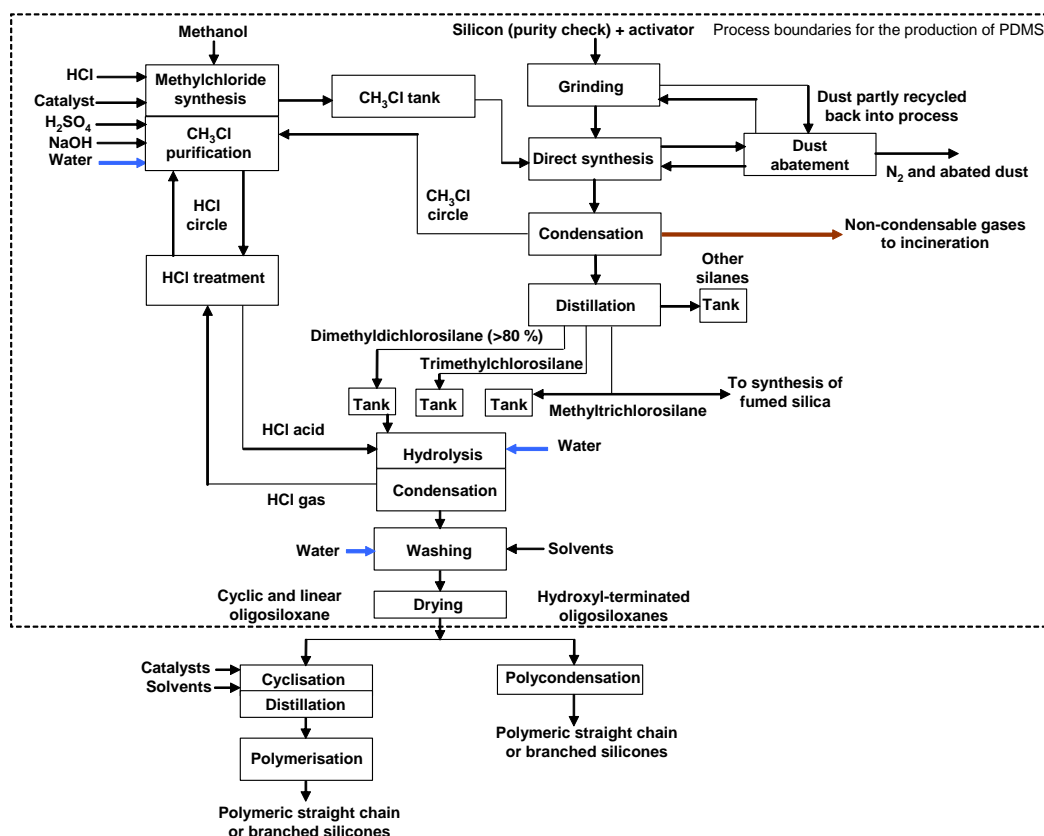 Methanol
Silicon (purity check) + activator
Process boundaries for the production of PDMS
HCl
Catalyst
H₂SO₄
NaOH
Water
Methylchloride
synthesis
CH₃Cl
purification
CH₃Cl tank
Grinding
Dust partly recycled
back into process
Direct synthesis
Dust
abatement
N₂ and abated dust
HCl
circle
CH₃Cl
circle
Condensation
Non-condensable gases
to incineration
HCl treatment
Other
silanes
Distillation
Tank
Dimethyldichlorosilane (>80 %)
Trimethylchlorosilane
Tank
Tank
Tank
Methyltrichlorosilane
To synthesis of
fumed silica
HCl acid
Hydrolysis
Water
Condensation
HCl gas
Water
Washing
Solvents
Cyclic and linear
oligosiloxane
Drying
Hydroxyl-terminated
oligosiloxanes
Catalysts
Solvents
Cyclisation
Distillation
Polycondensation
Polymeric straight chain
or branched silicones
Polymerisation
Polymeric straight chain
or branched silicones